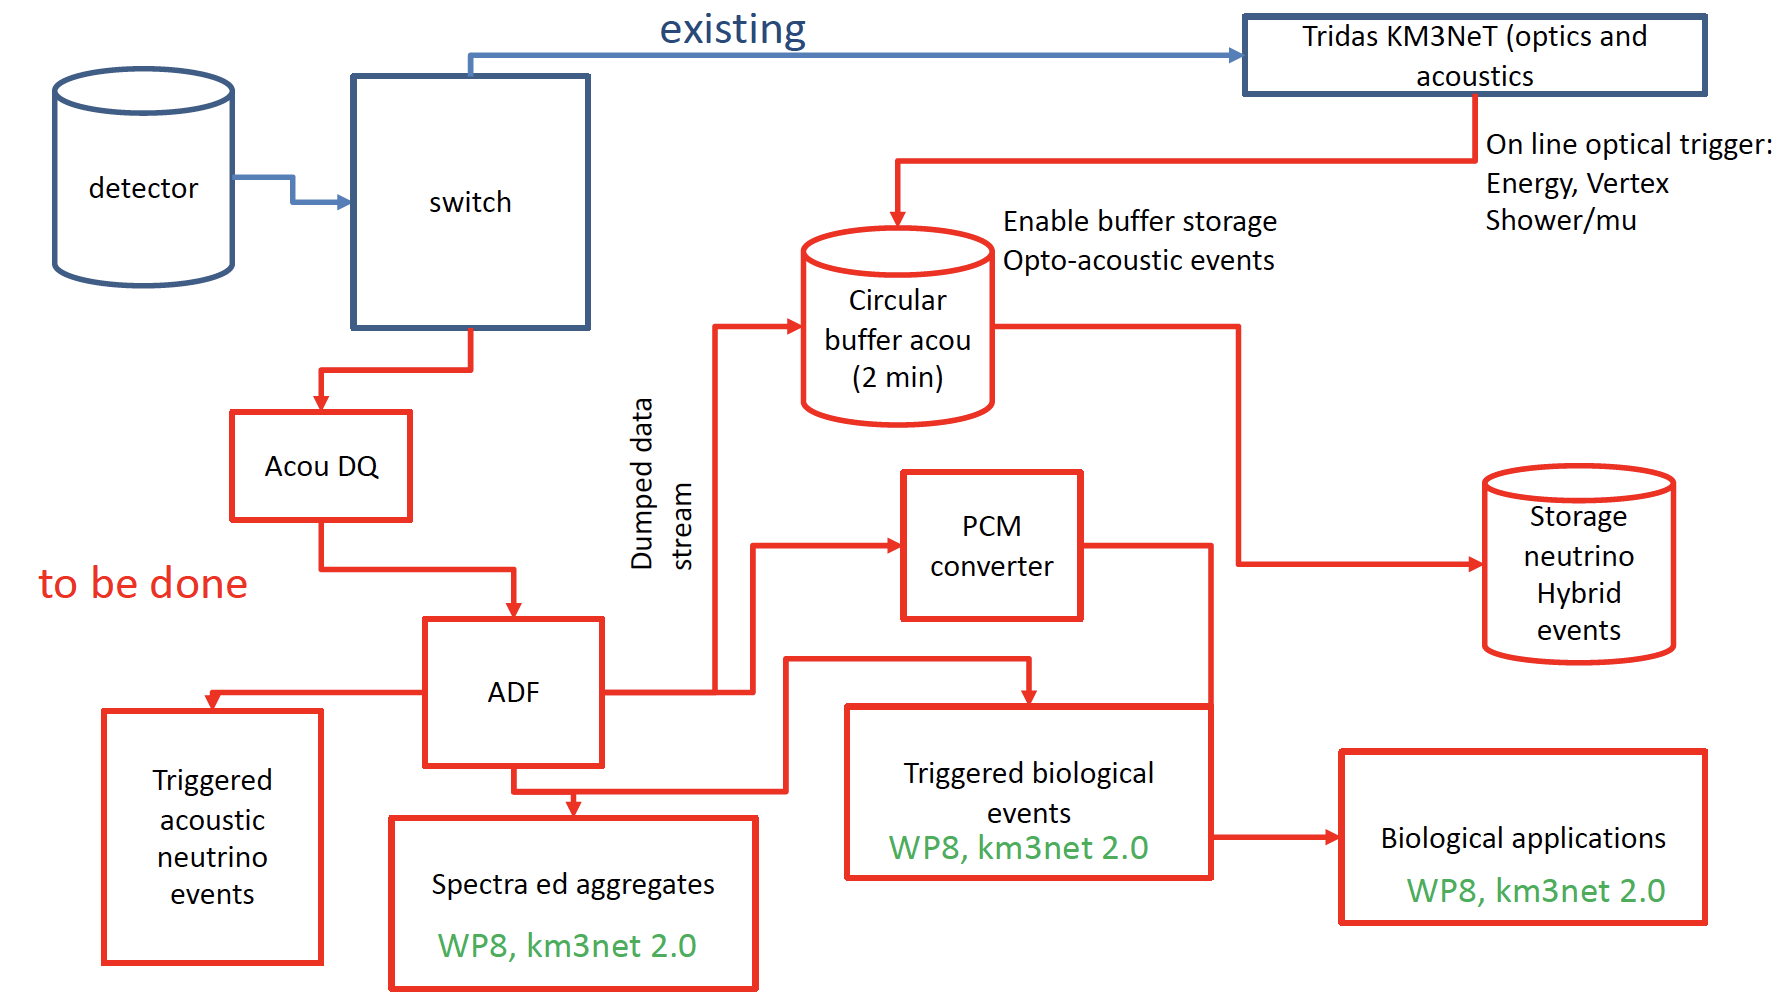 existing
Tridas KM3NeT (optics and
acoustics
detector
switch
On line optical trigger:
Energy, Vertex
Shower/mu
Enable buffer storage
Opto-acoustic events
Circular
buffer acou
(2 min)
Acou DQ
Dumped data
stream
PCM
converter
Storage
neutrino
Hybrid
events
to be done
ADF
Triggered
acoustic
neutrino
events
Triggered biological
events
WP8, km3net 2.0
Biological applications
WP8, km3net 2.0
Spectra ed aggregates
WP8, km3net 2.0